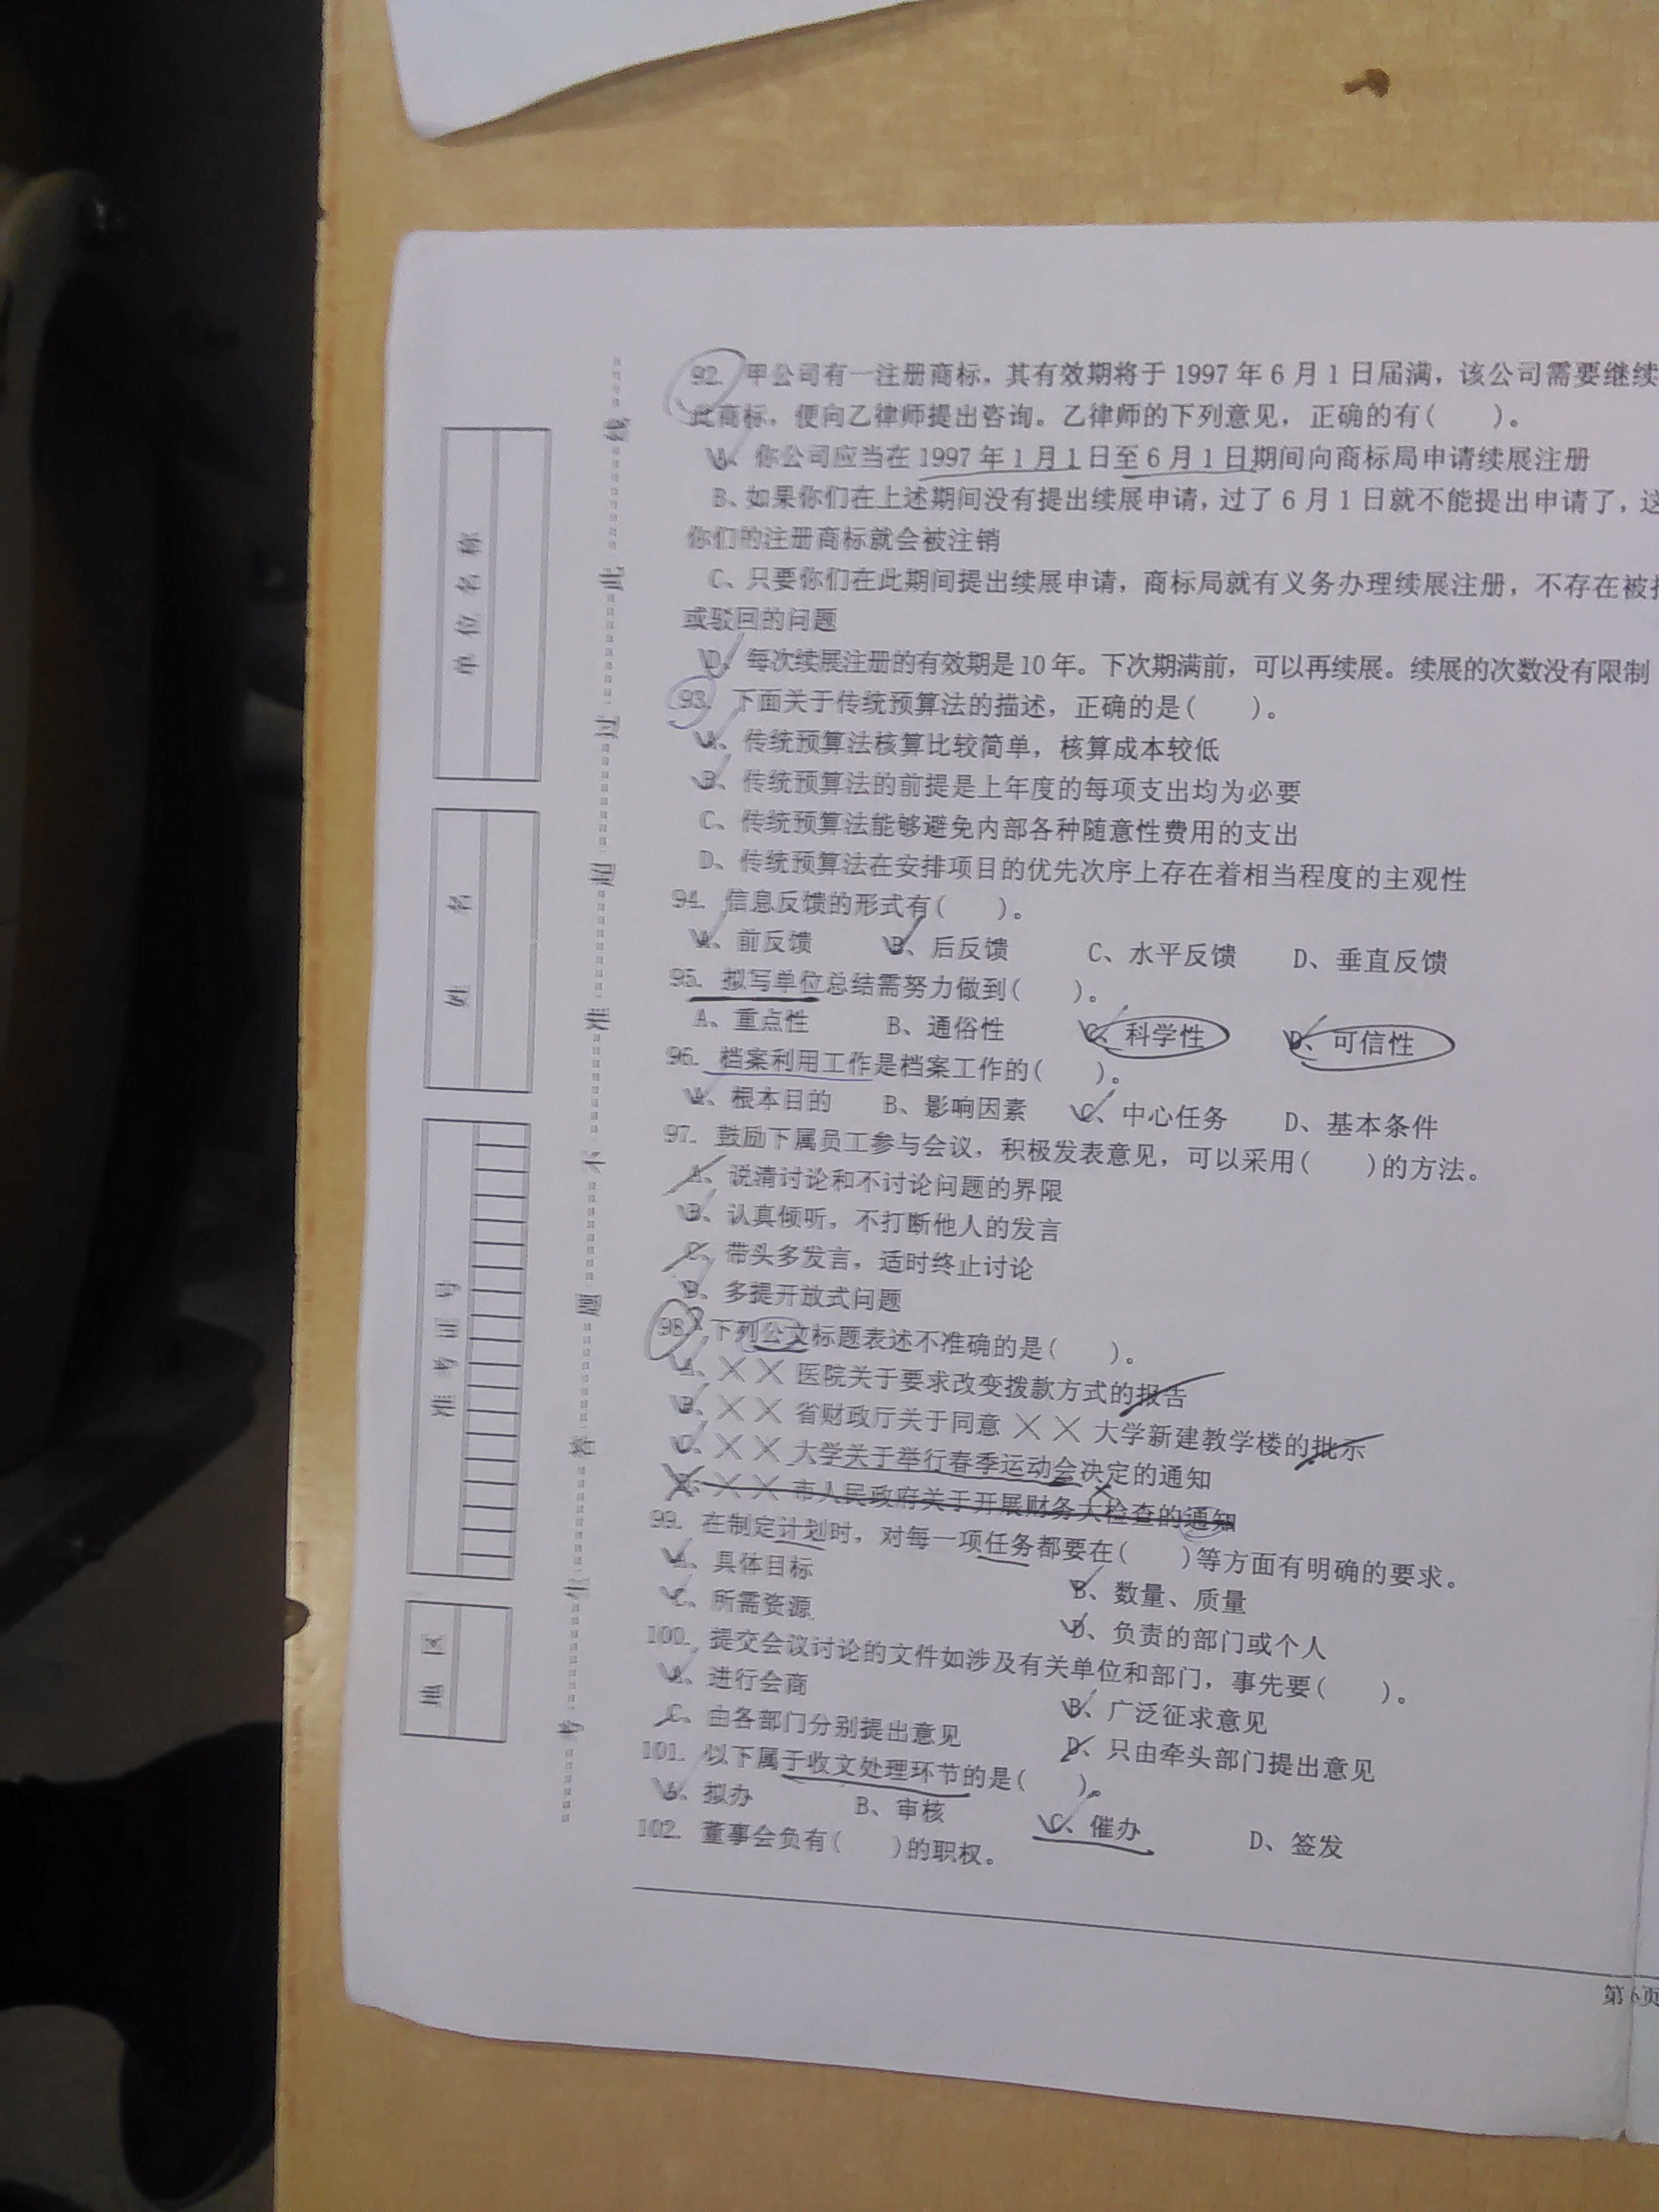 92. 甲公司有一注册商标，其有效期将于 1997 年 6 月 1 日届满，该公司需要继续
此商标，便向乙律师提出咨询。乙律师的下列意见，正确的有(　　)。
A、你公司应当在 1997 年 1 月 1 日至 6 月 1 日期间向商标局申请续展注册
B、如果你们在上述期间没有提出续展申请，过了 6 月 1 日就不能提出申请了，这
你们的注册商标就会被注销
C、只要你们在此期间提出续展申请，商标局就有义务办理续展注册，不存在被
或驳回的问题
D、每次续展注册的有效期是 10 年。下次期满前，可以再续展。续展的次数没有限制
93. 下面关于传统预算法的描述，正确的是(　　)。
A、传统预算法核算比较简单，核算成本较低
B、传统预算法的前提是上年度的每项支出均为必要
C、传统预算法能够避免内部各种随意性费用的支出
D、传统预算法在安排项目的优先次序上存在着相当程度的主观性
94. 信息反馈的形式有(　　)。
A、前反馈　B、后反馈　C、水平反馈　D、垂直反馈
95. 拟写单位总结需努力做到(　　)。
A、重点性　B、通俗性　C、科学性　D、可信性
96. 档案利用工作是档案工作的(　　)。
A、根本目的　B、影响因素　C、中心任务　D、基本条件
97. 鼓励下属员工参与会议，积极发表意见，可以采用(　　)的方法。
A、说清讨论和不讨论问题的界限
B、认真倾听，不打断他人的发言
C、带头多发言，适时终止讨论
D、多提开放式问题
98. 下列公文标题表述不准确的是(　　)。
A、××医院关于要求改变拨款方式的报告
B、××省财政厅关于同意××大学新建教学楼的批示
C、××大学关于举行春季运动会决定的通知
D、××市人民政府关于开展财务大检查的通知
99. 在制定计划时，对每一项任务都要在(　　)等方面有明确的要求。
A、具体目标　B、数量、质量
C、所需资源　D、负责的部门或个人
100. 提交会议讨论的文件如涉及有关单位和部门，事先要(　　)。
A、进行会商　B、广泛征求意见
C、由各部门分别提出意见　D、只由牵头部门提出意见
101. 以下属于收文处理环节的是(　　)。
A、拟办　B、审核　C、催办　D、签发
102. 董事会负有(　　)的职权。
第6页
单位名称
姓名
准考证号
地区
考生答题不准超过此线